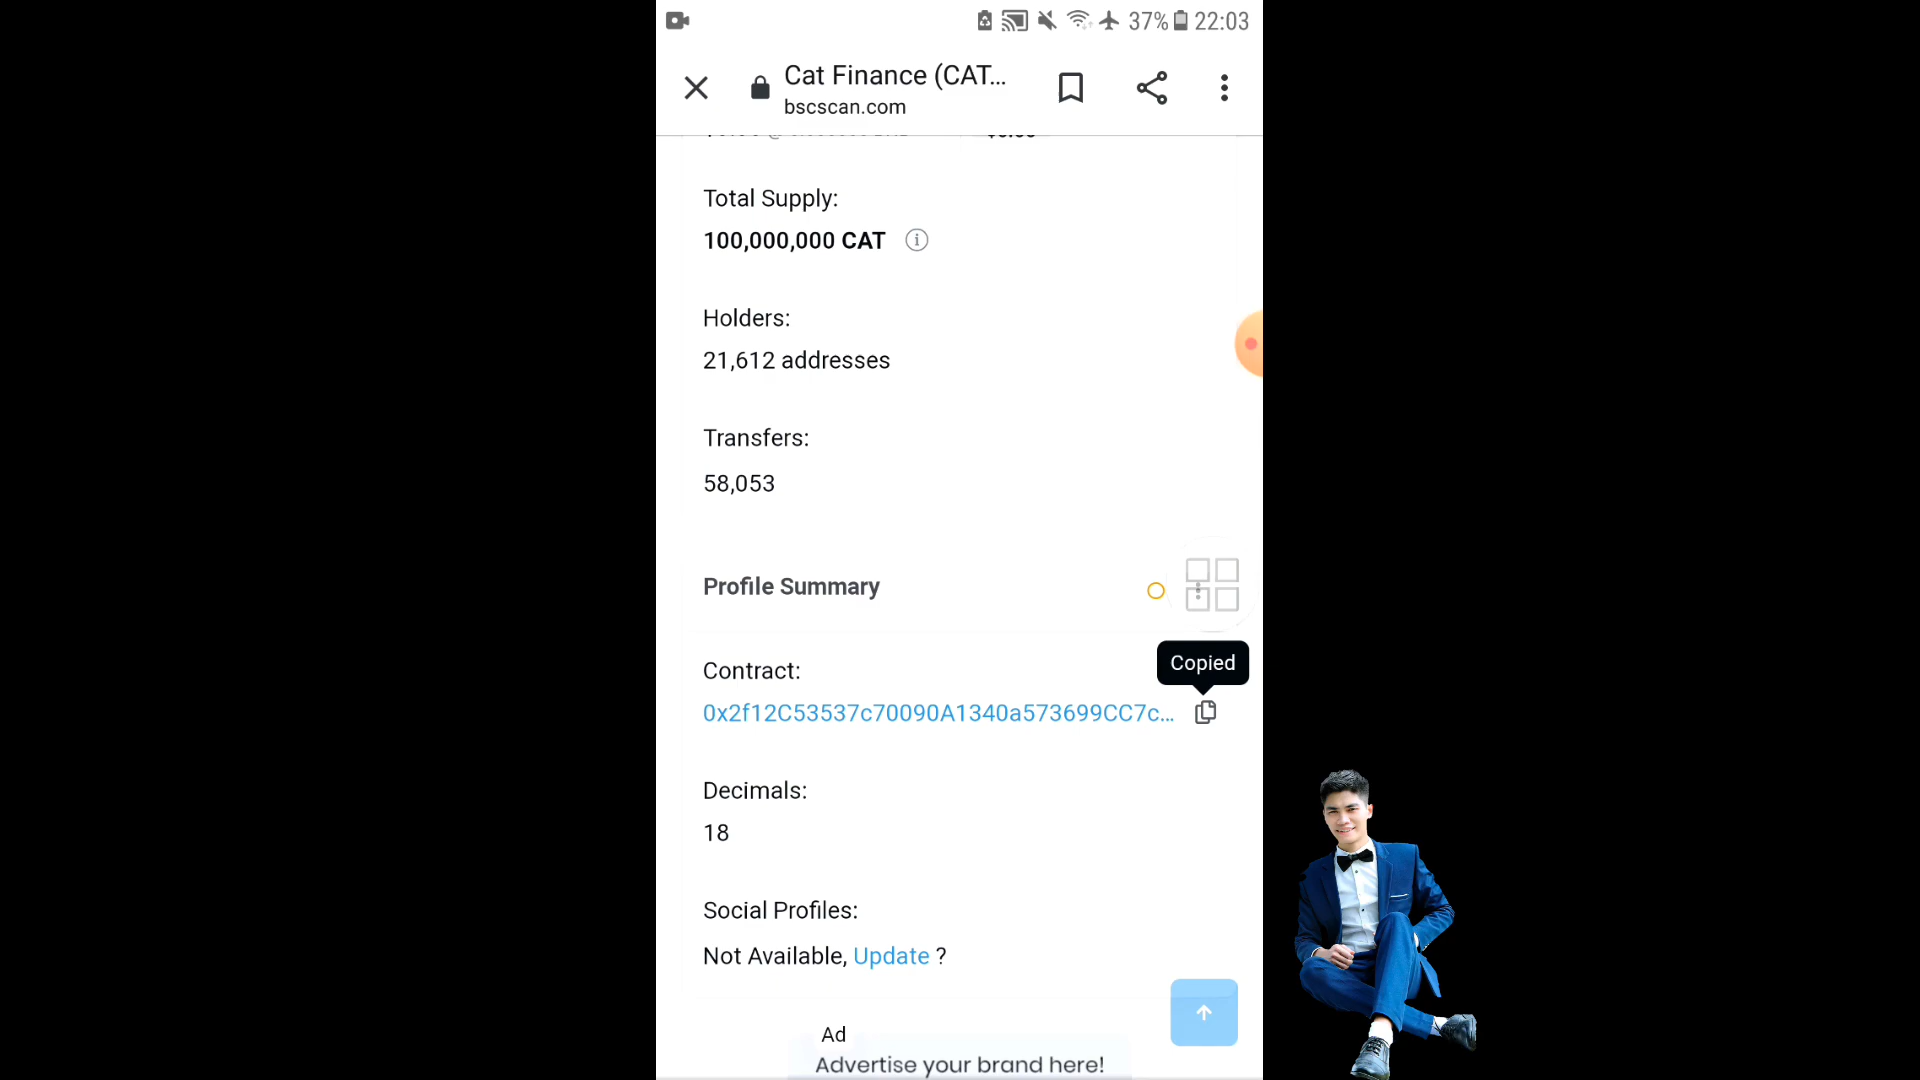 37% 22:03
Cat Finance (CAT...
bscscan.com
Total Supply:
100,000,000 CAT
Holders:
21,612 addresses
Transfers:
58,053
Profile Summary
Copied
Contract:
0x2f12C53537c70090A1340a573699CC7c...
Decimals:
18
Social Profiles:
Not Available, Update ?
Ad
Advertise your brand here!